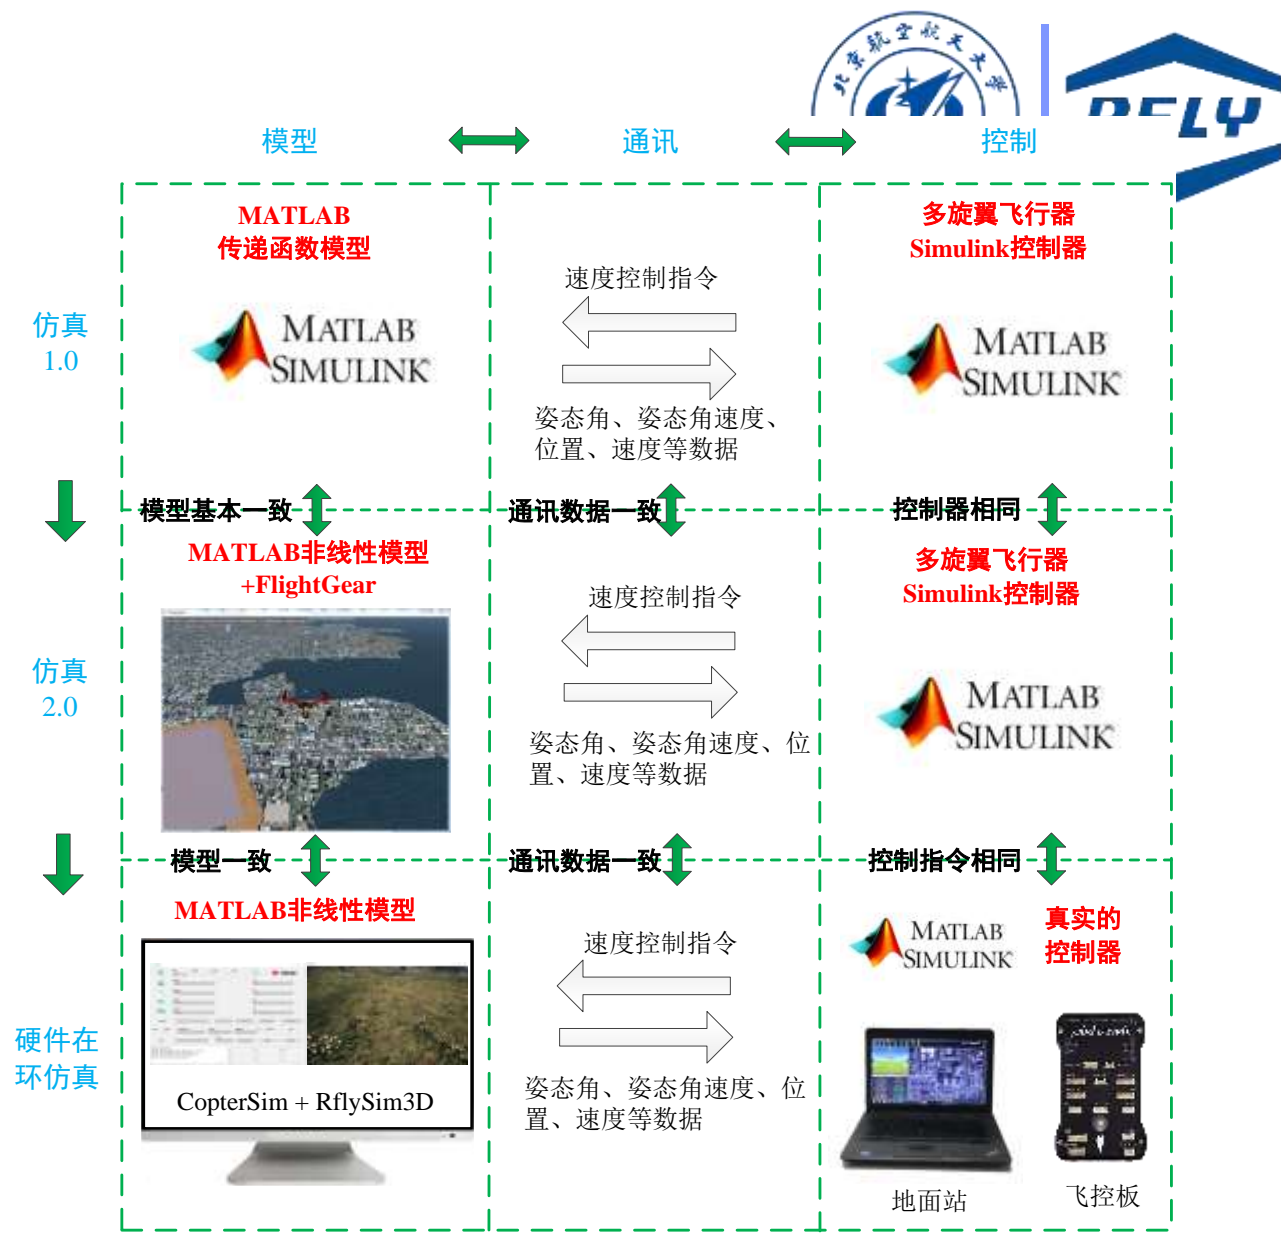 北京航空航天大学
RFLY
模型
通讯
控制
MATLAB
传递函数模型
多旋翼飞行器
Simulink控制器
速度控制指令
仿真
1.0
MATLAB
SIMULINK
MATLAB
SIMULINK
姿态角、姿态角速度、
位置、速度等数据
模型基本一致
通讯数据一致
控制器相同
MATLAB非线性模型
+FlightGear
多旋翼飞行器
Simulink控制器
速度控制指令
仿真
2.0
MATLAB
SIMULINK
姿态角、姿态角速度、位
置、速度等数据
模型一致
通讯数据一致
控制指令相同
MATLAB非线性模型
速度控制指令
MATLAB
SIMULINK
真实的
控制器
硬件在
环仿真
CopterSim + RflySim3D
姿态角、姿态角速度、位
置、速度等数据
地面站
飞控板